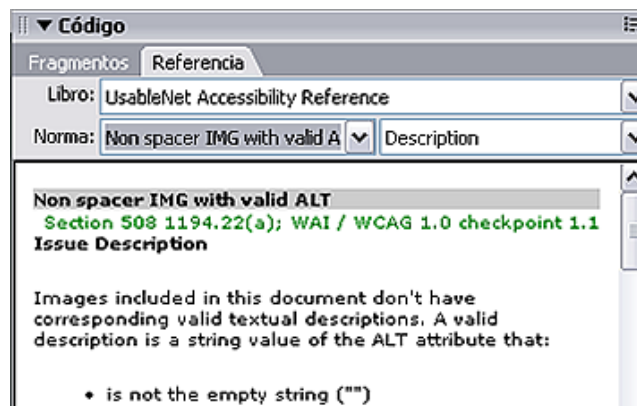 Código
Fragmentos Referencia
Libro: UsableNet Accessibility Reference
Norma: Non spacer IMG with valid A Description
Non spacer IMG with valid ALT
Section 508 1194.22(a); WAI / WCAG 1.0 checkpoint 1.1
Issue Description
Images included in this document don't have
corresponding valid textual descriptions. A valid
description is a string value of the ALT attribute that:
• is not the empty string ("")